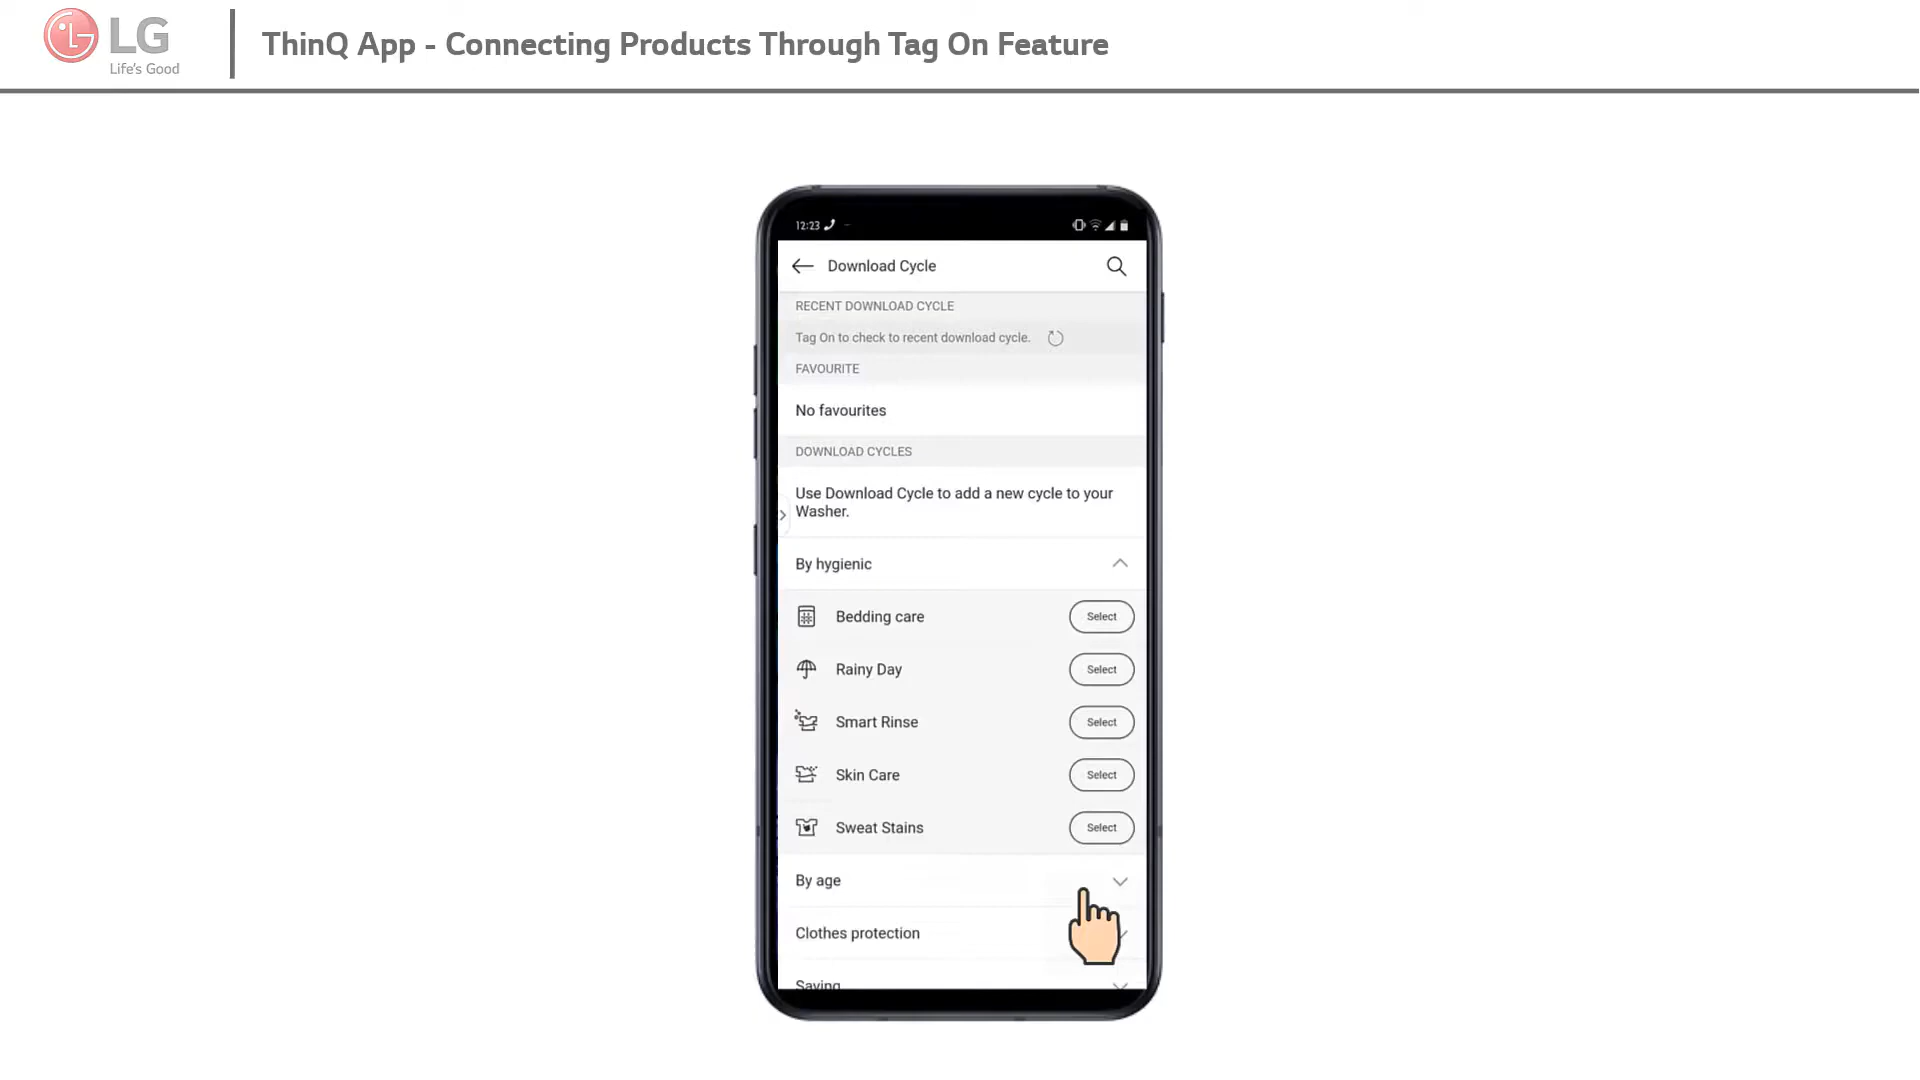 LG
Life's Good
ThinQ App - Connecting Products Through Tag On Feature
12:23
Download Cycle
RECENT DOWNLOAD CYCLE
Tag On to check to recent download cycle.
FAVOURITE
No favourites
DOWNLOAD CYCLES
Use Download Cycle to add a new cycle to your
Washer.
By hygienic
Bedding care Select
Rainy Day Select
Smart Rinse Select
Skin Care Select
Sweat Stains Select
By age
Clothes protection
Saving